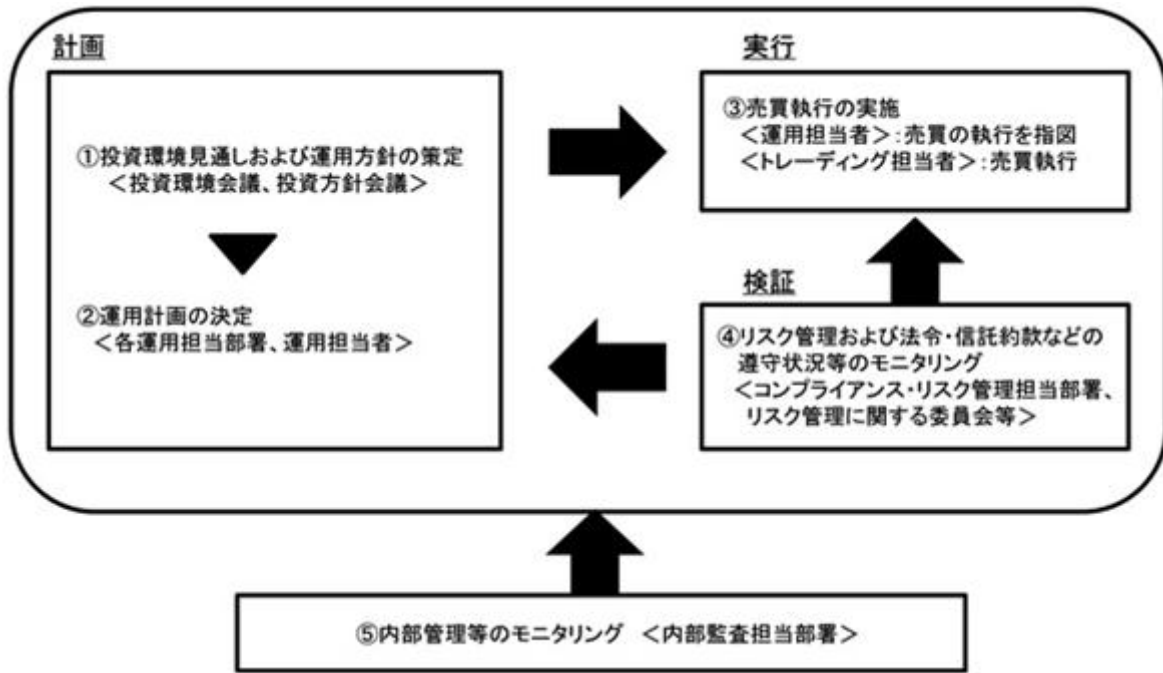 計画
①投資環境見通しおよび運用方針の策定
＜投資環境会議、投資方針会議＞
②運用計画の決定
＜各運用担当部署、運用担当者＞
実行
③売買執行の実施
＜運用担当者＞：売買の執行を指図
＜トレーディング担当者＞：売買執行
検証
④リスク管理および法令・信託約款などの
遵守状況等のモニタリング
＜コンプライアンス・リスク管理担当部署、
リスク管理に関する委員会等＞
⑤内部管理等のモニタリング　＜内部監査担当部署＞